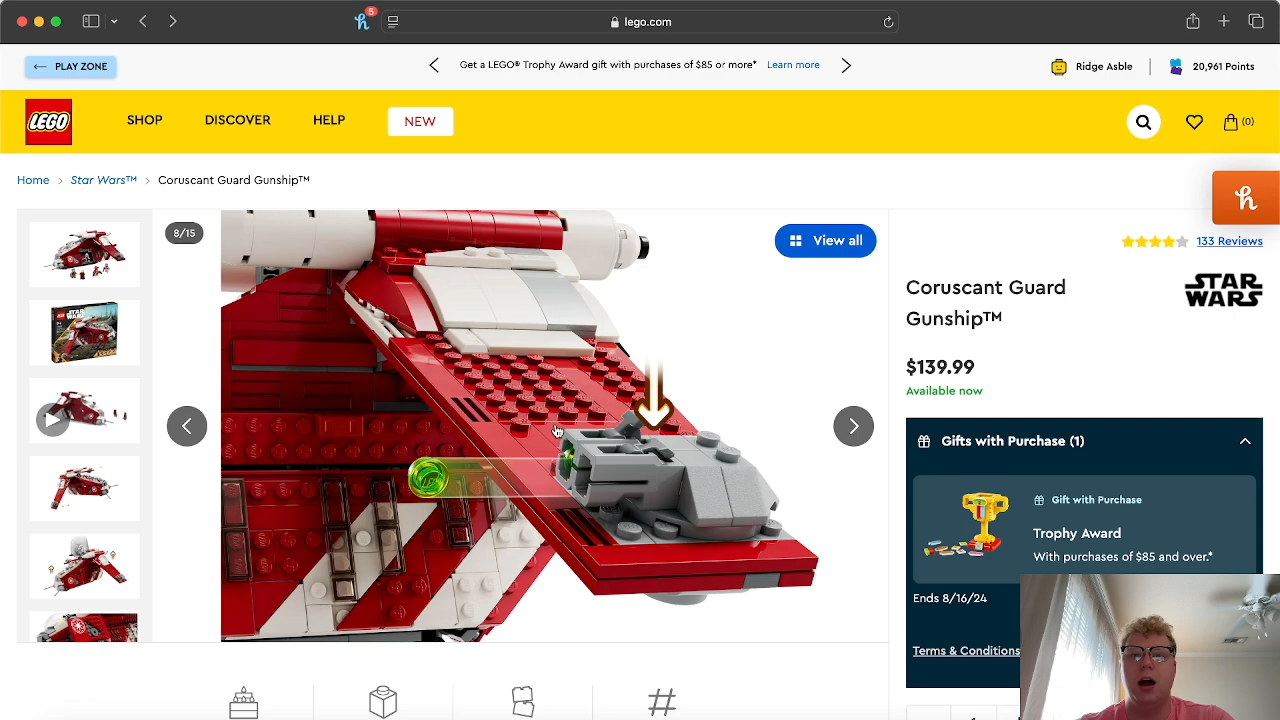 5
lego.com
PLAY ZONE
Get a LEGO® Trophy Award gift with purchases of $85 or more* Learn more
Ridge Asble
20,961 Points
LEGO
SHOP
DISCOVER
HELP
NEW
(0)
Home > Star Wars™ > Coruscant Guard Gunship™
8/15
View all
133 Reviews
Coruscant Guard
Gunship™
STAR
WARS
$139.99
Available now
Gifts with Purchase (1)
Gift with Purchase
Trophy Award
With purchases of $85 and over.*
Ends 8/16/24
Terms & Conditions